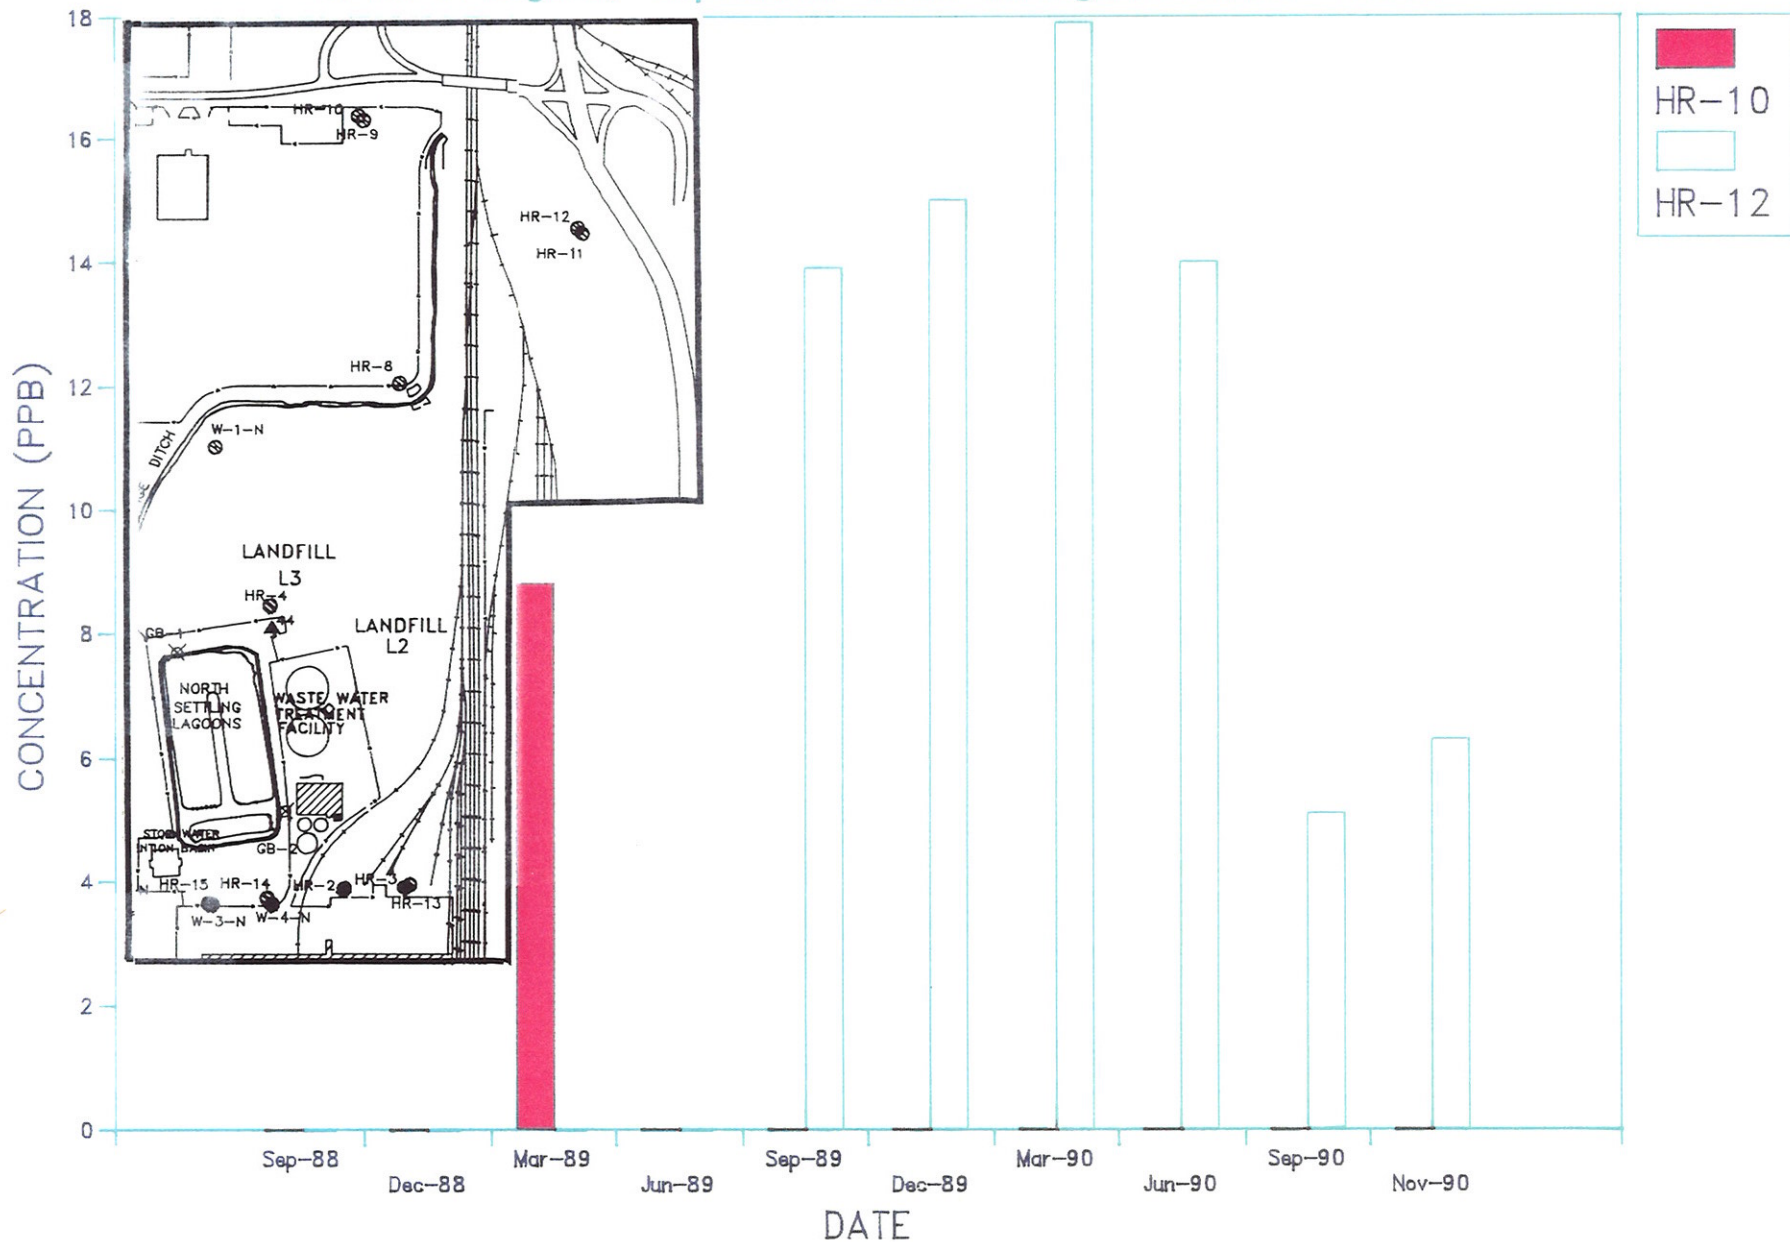 18
16
14
12
10
8
6
4
2
0
CONCENTRATION (PPB)
HR-10
HR-9
HR-12
HR-11
HR-8
W-1-N
DITCH
LANDFILL
L3
HR-4
LANDFILL
L2
GB-1
NORTH
SETTLING
LAGOONS
WASTE WATER
TREATMENT
FACILITY
GB-2
HR-15
HR-14
HR-2
HR-3
HR-13
W-3-N
W-4-N
Sep-88
Dec-88
Mar-89
Jun-89
Sep-89
Dec-89
Mar-90
Jun-90
Sep-90
Nov-90
DATE
HR-10
HR-12